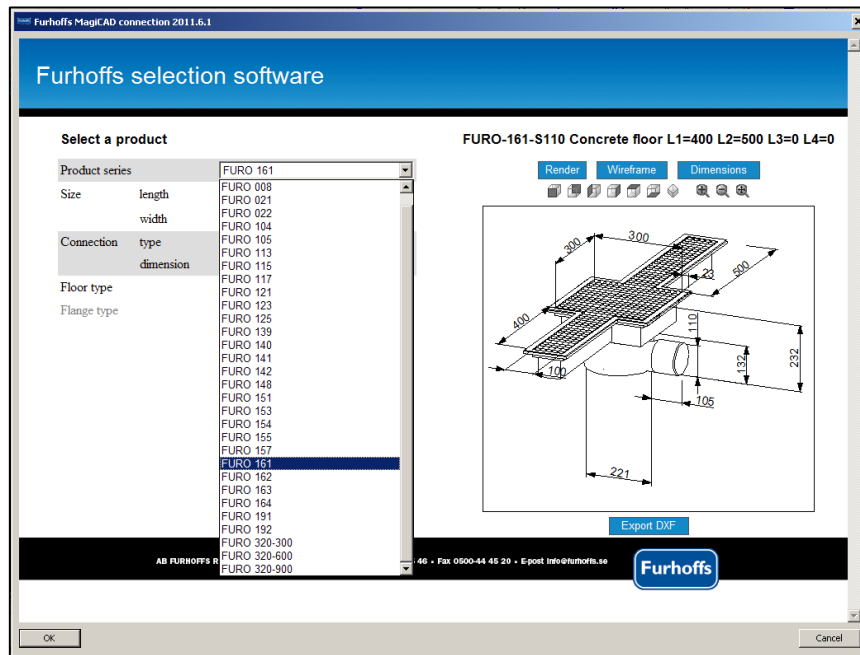 Furhoffs MagiCAD connection 2011.6.1
Furhoffs selection software
Select a product
Product series
FURO 161
Size
length
width
Connection
type
dimension
Floor type
Flange type
FURO 008
FURO 021
FURO 022
FURO 104
FURO 105
FURO 113
FURO 115
FURO 117
FURO 121
FURO 123
FURO 125
FURO 139
FURO 140
FURO 141
FURO 142
FURO 148
FURO 151
FURO 153
FURO 154
FURO 155
FURO 157
FURO 161
FURO 162
FURO 163
FURO 164
FURO 191
FURO 192
FURO 320-300
FURO 320-600
FURO 320-900
FURO-161-S110 Concrete floor L1=400 L2=500 L3=0 L4=0
Render
Wireframe
Dimensions
300
300
23
500
400
110
100
132
232
105
221
Export DXF
AB FURHOFFS R
46 • Fax 0500-44 45 20 • E-post info@furhoffs.se
Furhoffs
OK
Cancel